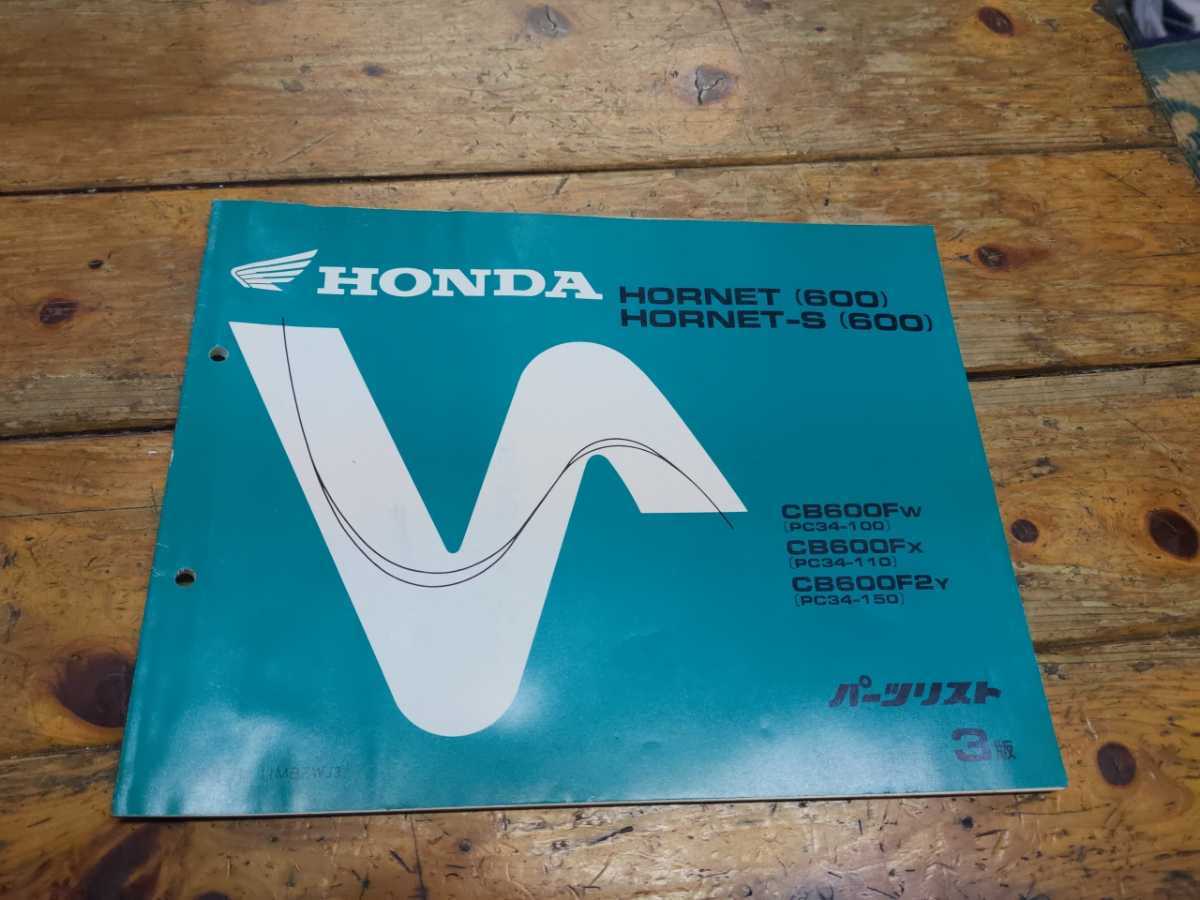 HONDA
HORNET (600)
HORNET-S (600)
CB600FW
(PC34-100)
CB600FX
(PC34-110)
CB600F2Y
(PC34-150)
パーツリスト
3版